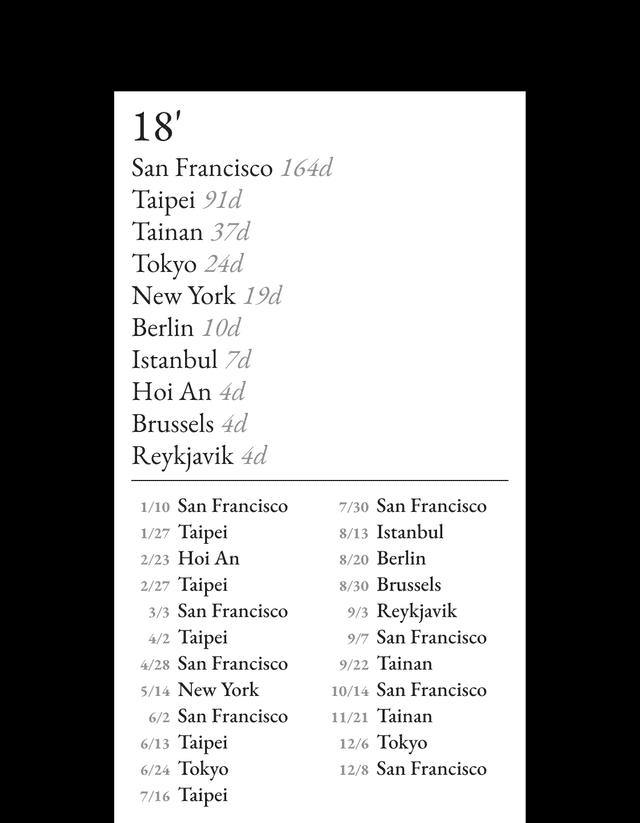 18'
San Francisco 164d
Taipei 91d
Tainan 37d
Tokyo 24d
New York 19d
Berlin 10d
Istanbul 7d
Hoi An 4d
Brussels 4d
Reykjavik 4d
1/10 San Francisco
1/27 Taipei
2/23 Hoi An
2/27 Taipei
3/3 San Francisco
4/2 Taipei
4/28 San Francisco
5/14 New York
6/2 San Francisco
6/13 Taipei
6/24 Tokyo
7/16 Taipei
7/30 San Francisco
8/13 Istanbul
8/20 Berlin
8/30 Brussels
9/3 Reykjavik
9/7 San Francisco
9/22 Tainan
10/14 San Francisco
11/21 Tainan
12/6 Tokyo
12/8 San Francisco